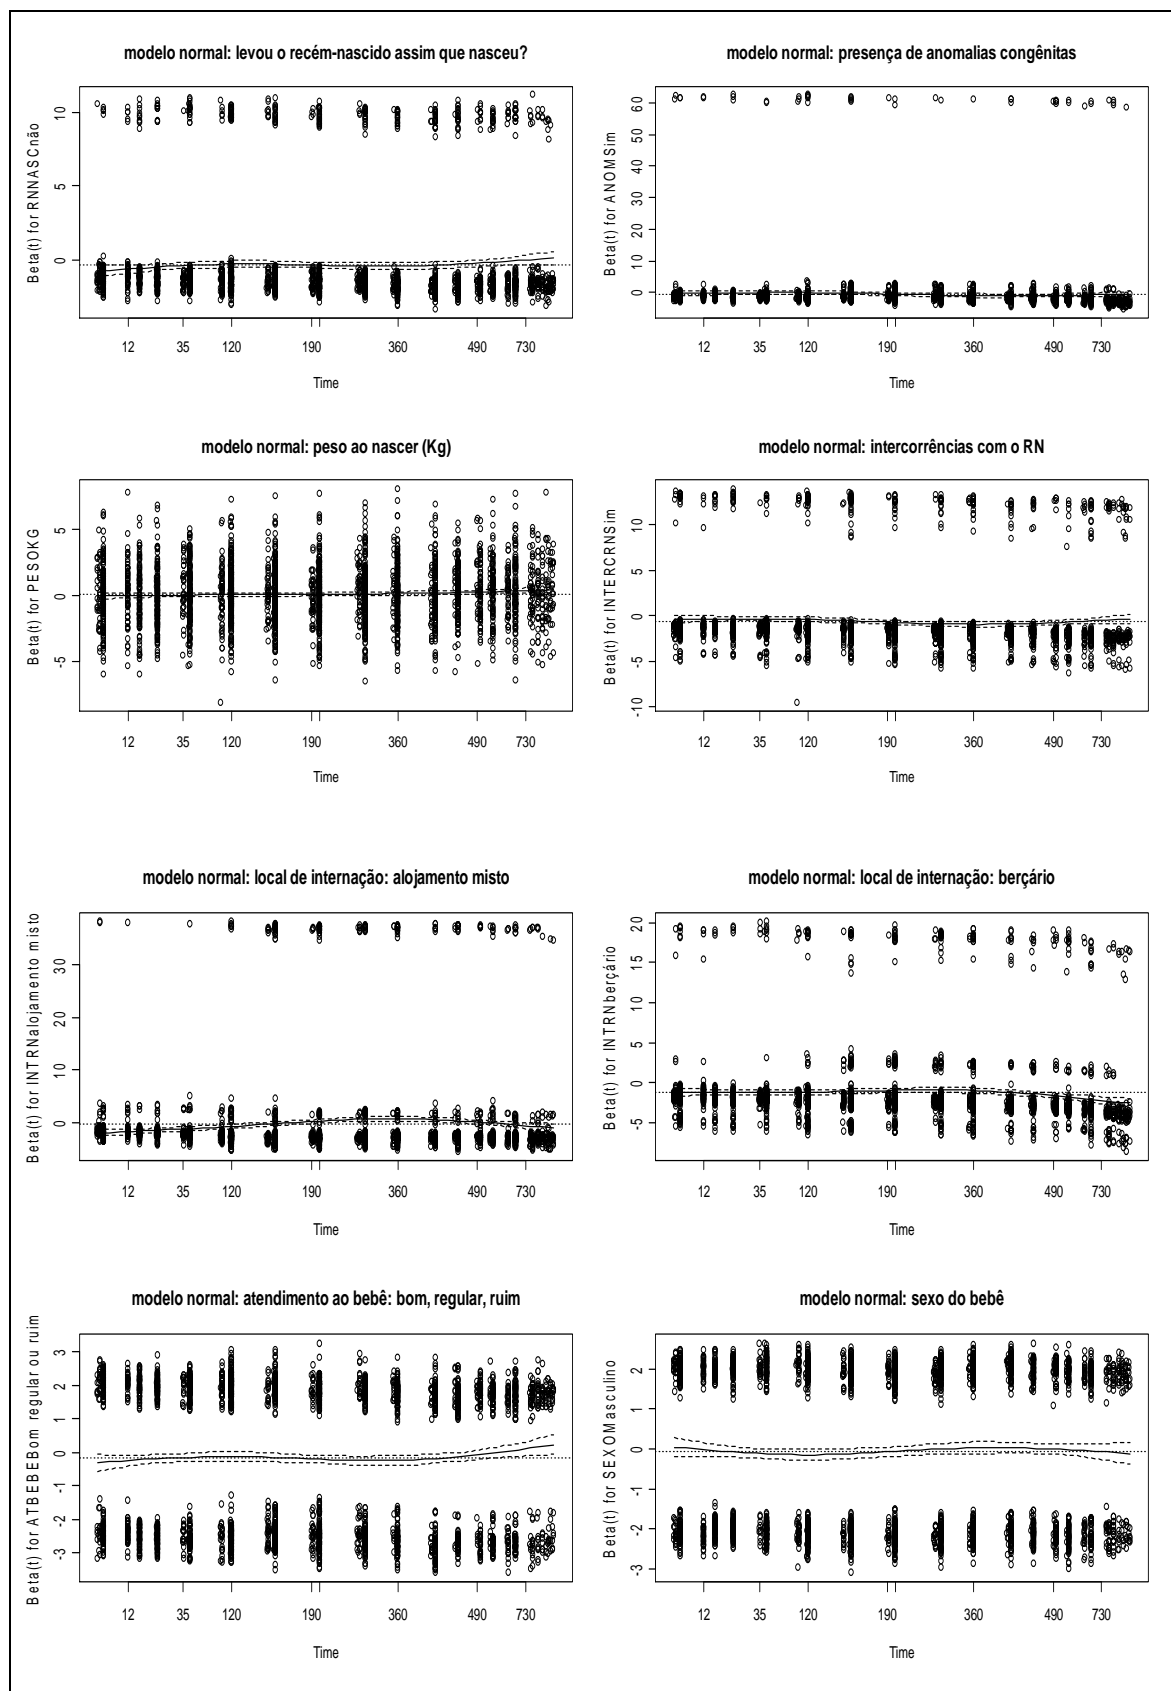 modelo normal: levou o recém-nascido assim que nasceu?
Beta(t) for RNNASCnão
10
5
0
12 35 120 190 360 490 730
Time
modelo normal: presença de anomalias congênitas
Beta(t) for ANOMSim
60
50
40
30
20
10
0
12 35 120 190 360 490 730
Time
modelo normal: peso ao nascer (Kg)
Beta(t) for PESOKG
5
0
-5
12 35 120 190 360 490 730
Time
modelo normal: intercorrências com o RN
Beta(t) for INTERCRNSim
10
5
0
-5
-10
12 35 120 190 360 490 730
Time
modelo normal: local de internação: alojamento misto
Beta(t) for INTRNalojamento misto
30
20
10
0
12 35 120 190 360 490 730
Time
modelo normal: local de internação: berçário
Beta(t) for INTRNberçário
20
15
10
5
0
-5
12 35 120 190 360 490 730
Time
modelo normal: atendimento ao bebê: bom, regular, ruim
Beta(t) for ATBEBEBom regular ou ruim
3
2
1
0
-1
-2
-3
12 35 120 190 360 490 730
Time
modelo normal: sexo do bebê
Beta(t) for SEXOMasculino
2
1
0
-1
-2
-3
12 35 120 190 360 490 730
Time